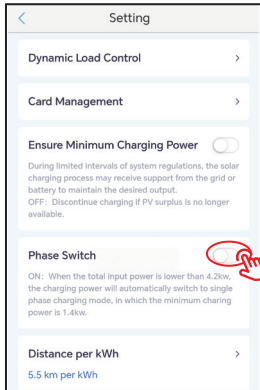 Setting
Dynamic Load Control
Card Management
Ensure Minimum Charging Power
During limited intervals of system regulations, the solar
charging process may receive support from the grid or
battery to maintain the desired output.
OFF: Discontinue charging if PV surplus is no longer
available.
Phase Switch
ON: When the total input power is lower than 4.2kw,
the charging power will automatically switch to single
phase charging mode, in which the minimum charing
power is 1.4kw.
Distance per kWh
5.5 km per kWh